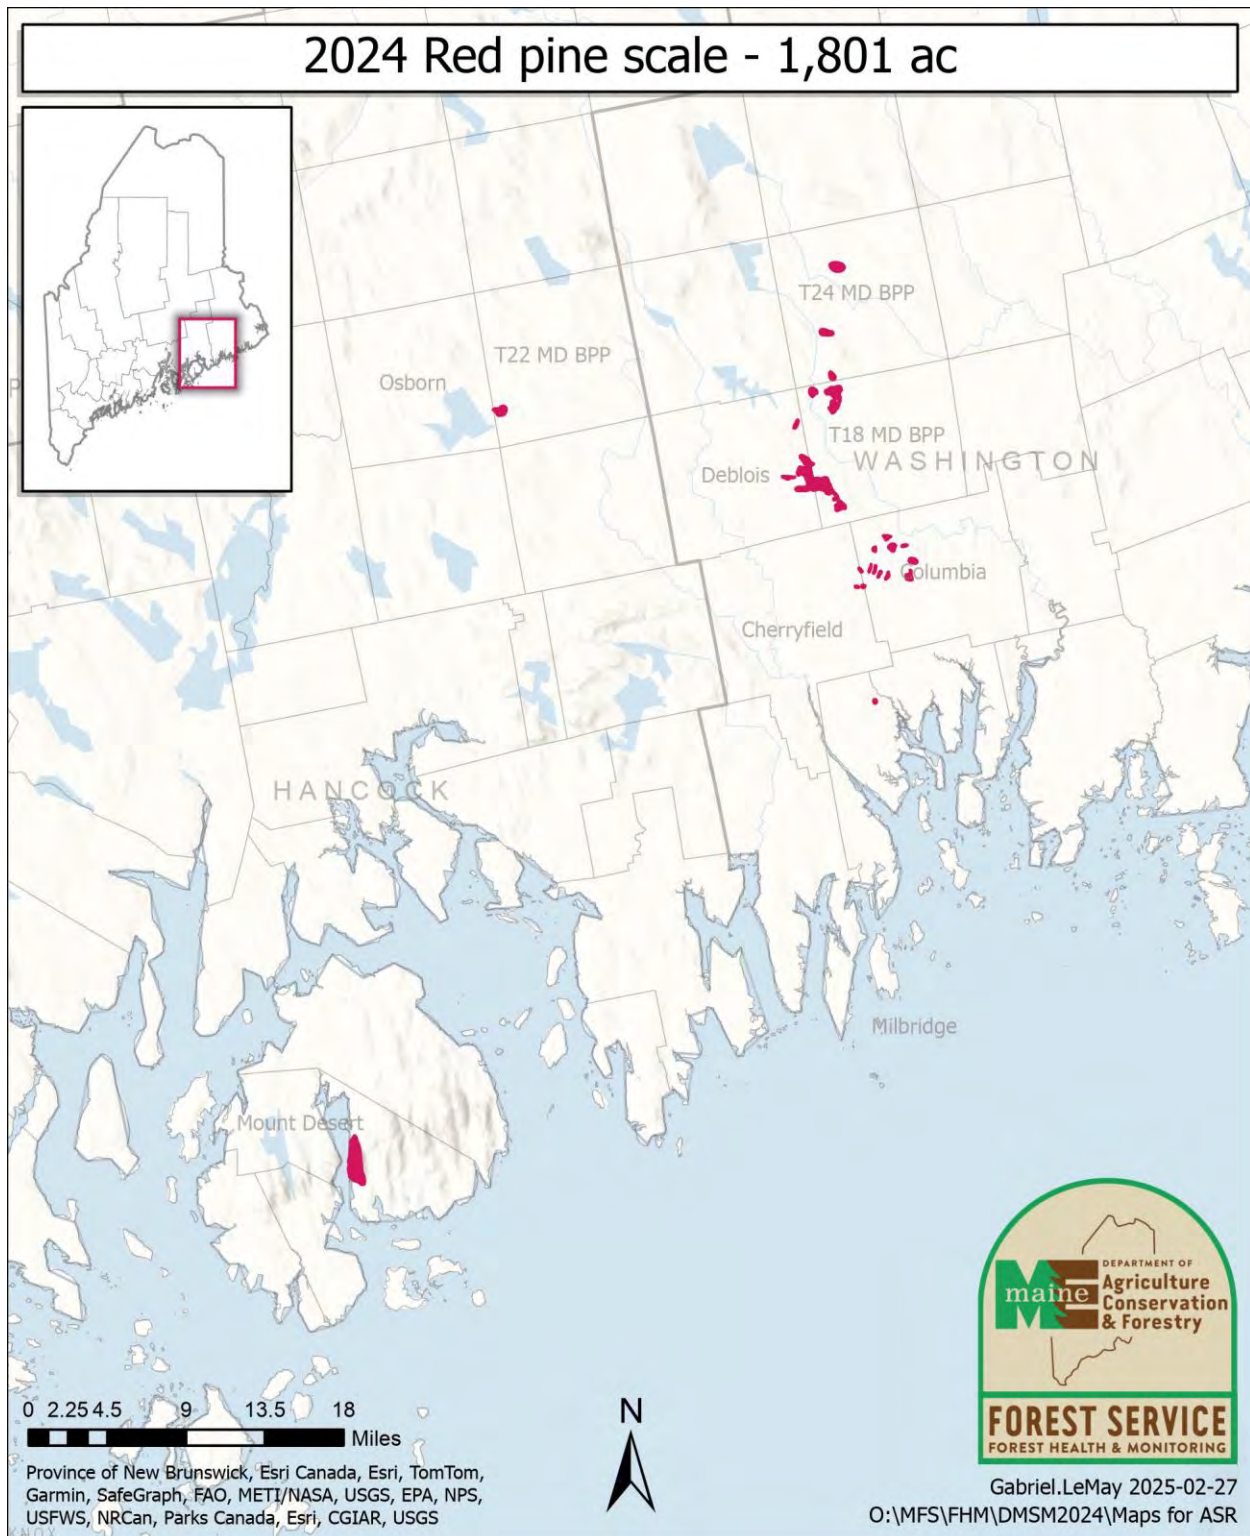 2024 Red pine scale - 1,801 ac
T24 MD BPP
T22 MD BPP
Osborn
T18 MD BPP
WASHINGTON
Deblois
Columbia
Cherryfield
HANCOCK
Milbridge
Mount Desert
0 2.25 4.5 9 13.5 18
Miles
N
Province of New Brunswick, Esri Canada, Esri, TomTom,
Garmin, SafeGraph, FAO, METI/NASA, USGS, EPA, NPS,
USFWS, NRCan, Parks Canada, Esri, CGIAR, USGS
KNOX
ME
maine
DEPARTMENT OF
Agriculture
Conservation
& Forestry
FOREST SERVICE
FOREST HEALTH & MONITORING
Gabriel.LeMay 2025-02-27
O:\MFS\FHM\DMSM2024\Maps for ASR